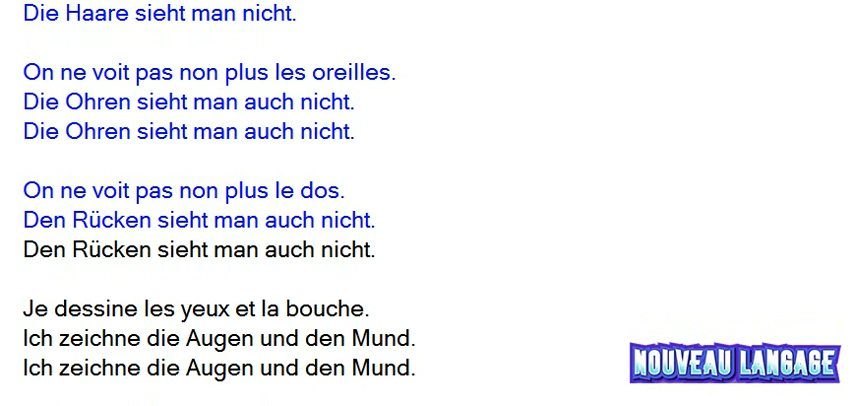 Die Haare sieht man nicht.
On ne voit pas non plus les oreilles.
Die Ohren sieht man auch nicht.
Die Ohren sieht man auch nicht.
On ne voit pas non plus le dos.
Den Rücken sieht man auch nicht.
Den Rücken sieht man auch nicht.
Je dessine les yeux et la bouche.
Ich zeichne die Augen und den Mund.
Ich zeichne die Augen und den Mund.
NOUVEAU LANGAGE